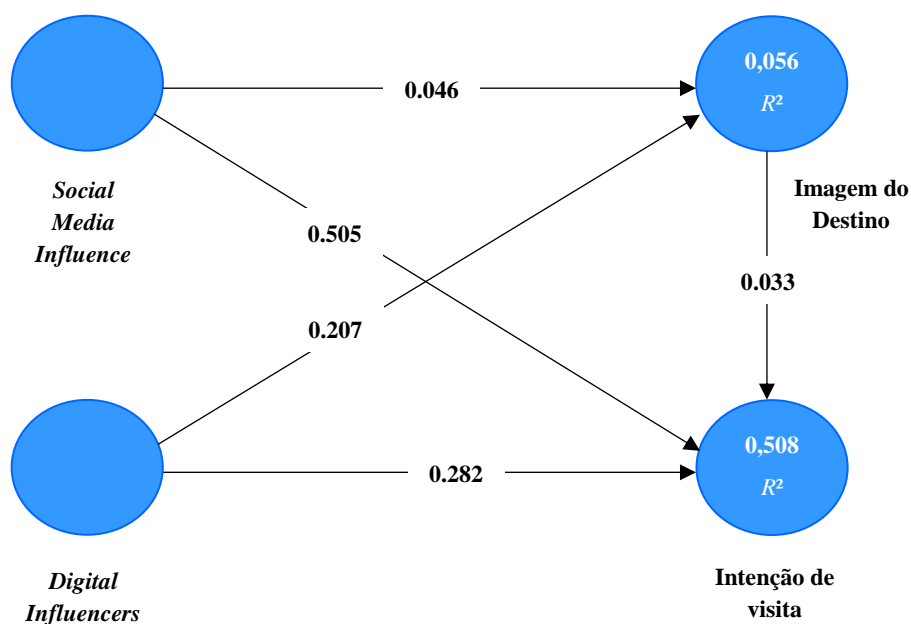 0,056
R²
0.046
Social
Media
Influence
Imagem do
Destino
0.505
0.033
0.207
0,508
R²
0.282
Digital
Influencers
Intenção de
visita